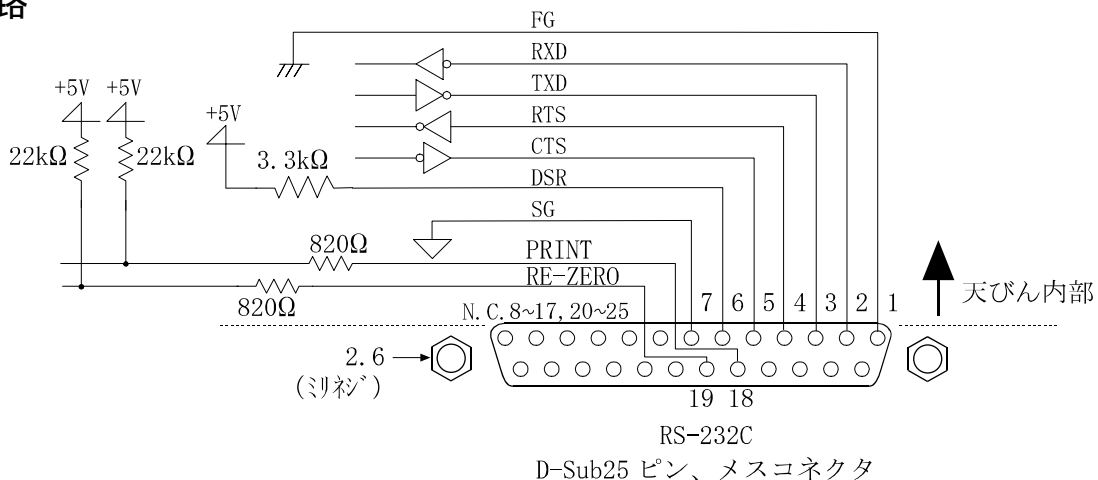 路
FG
RXD
TXD
RTS
CTS
DSR
SG
PRINT
RE-ZERO
+5V
+5V
+5V
22kΩ
22kΩ
3.3kΩ
820Ω
820Ω
N.C.8~17,20~25
7 6 5 4 3 2 1
天びん内部
2.6
(ミリネジ)
19 18
RS-232C
D-Sub25 ピン、メスコネクタ